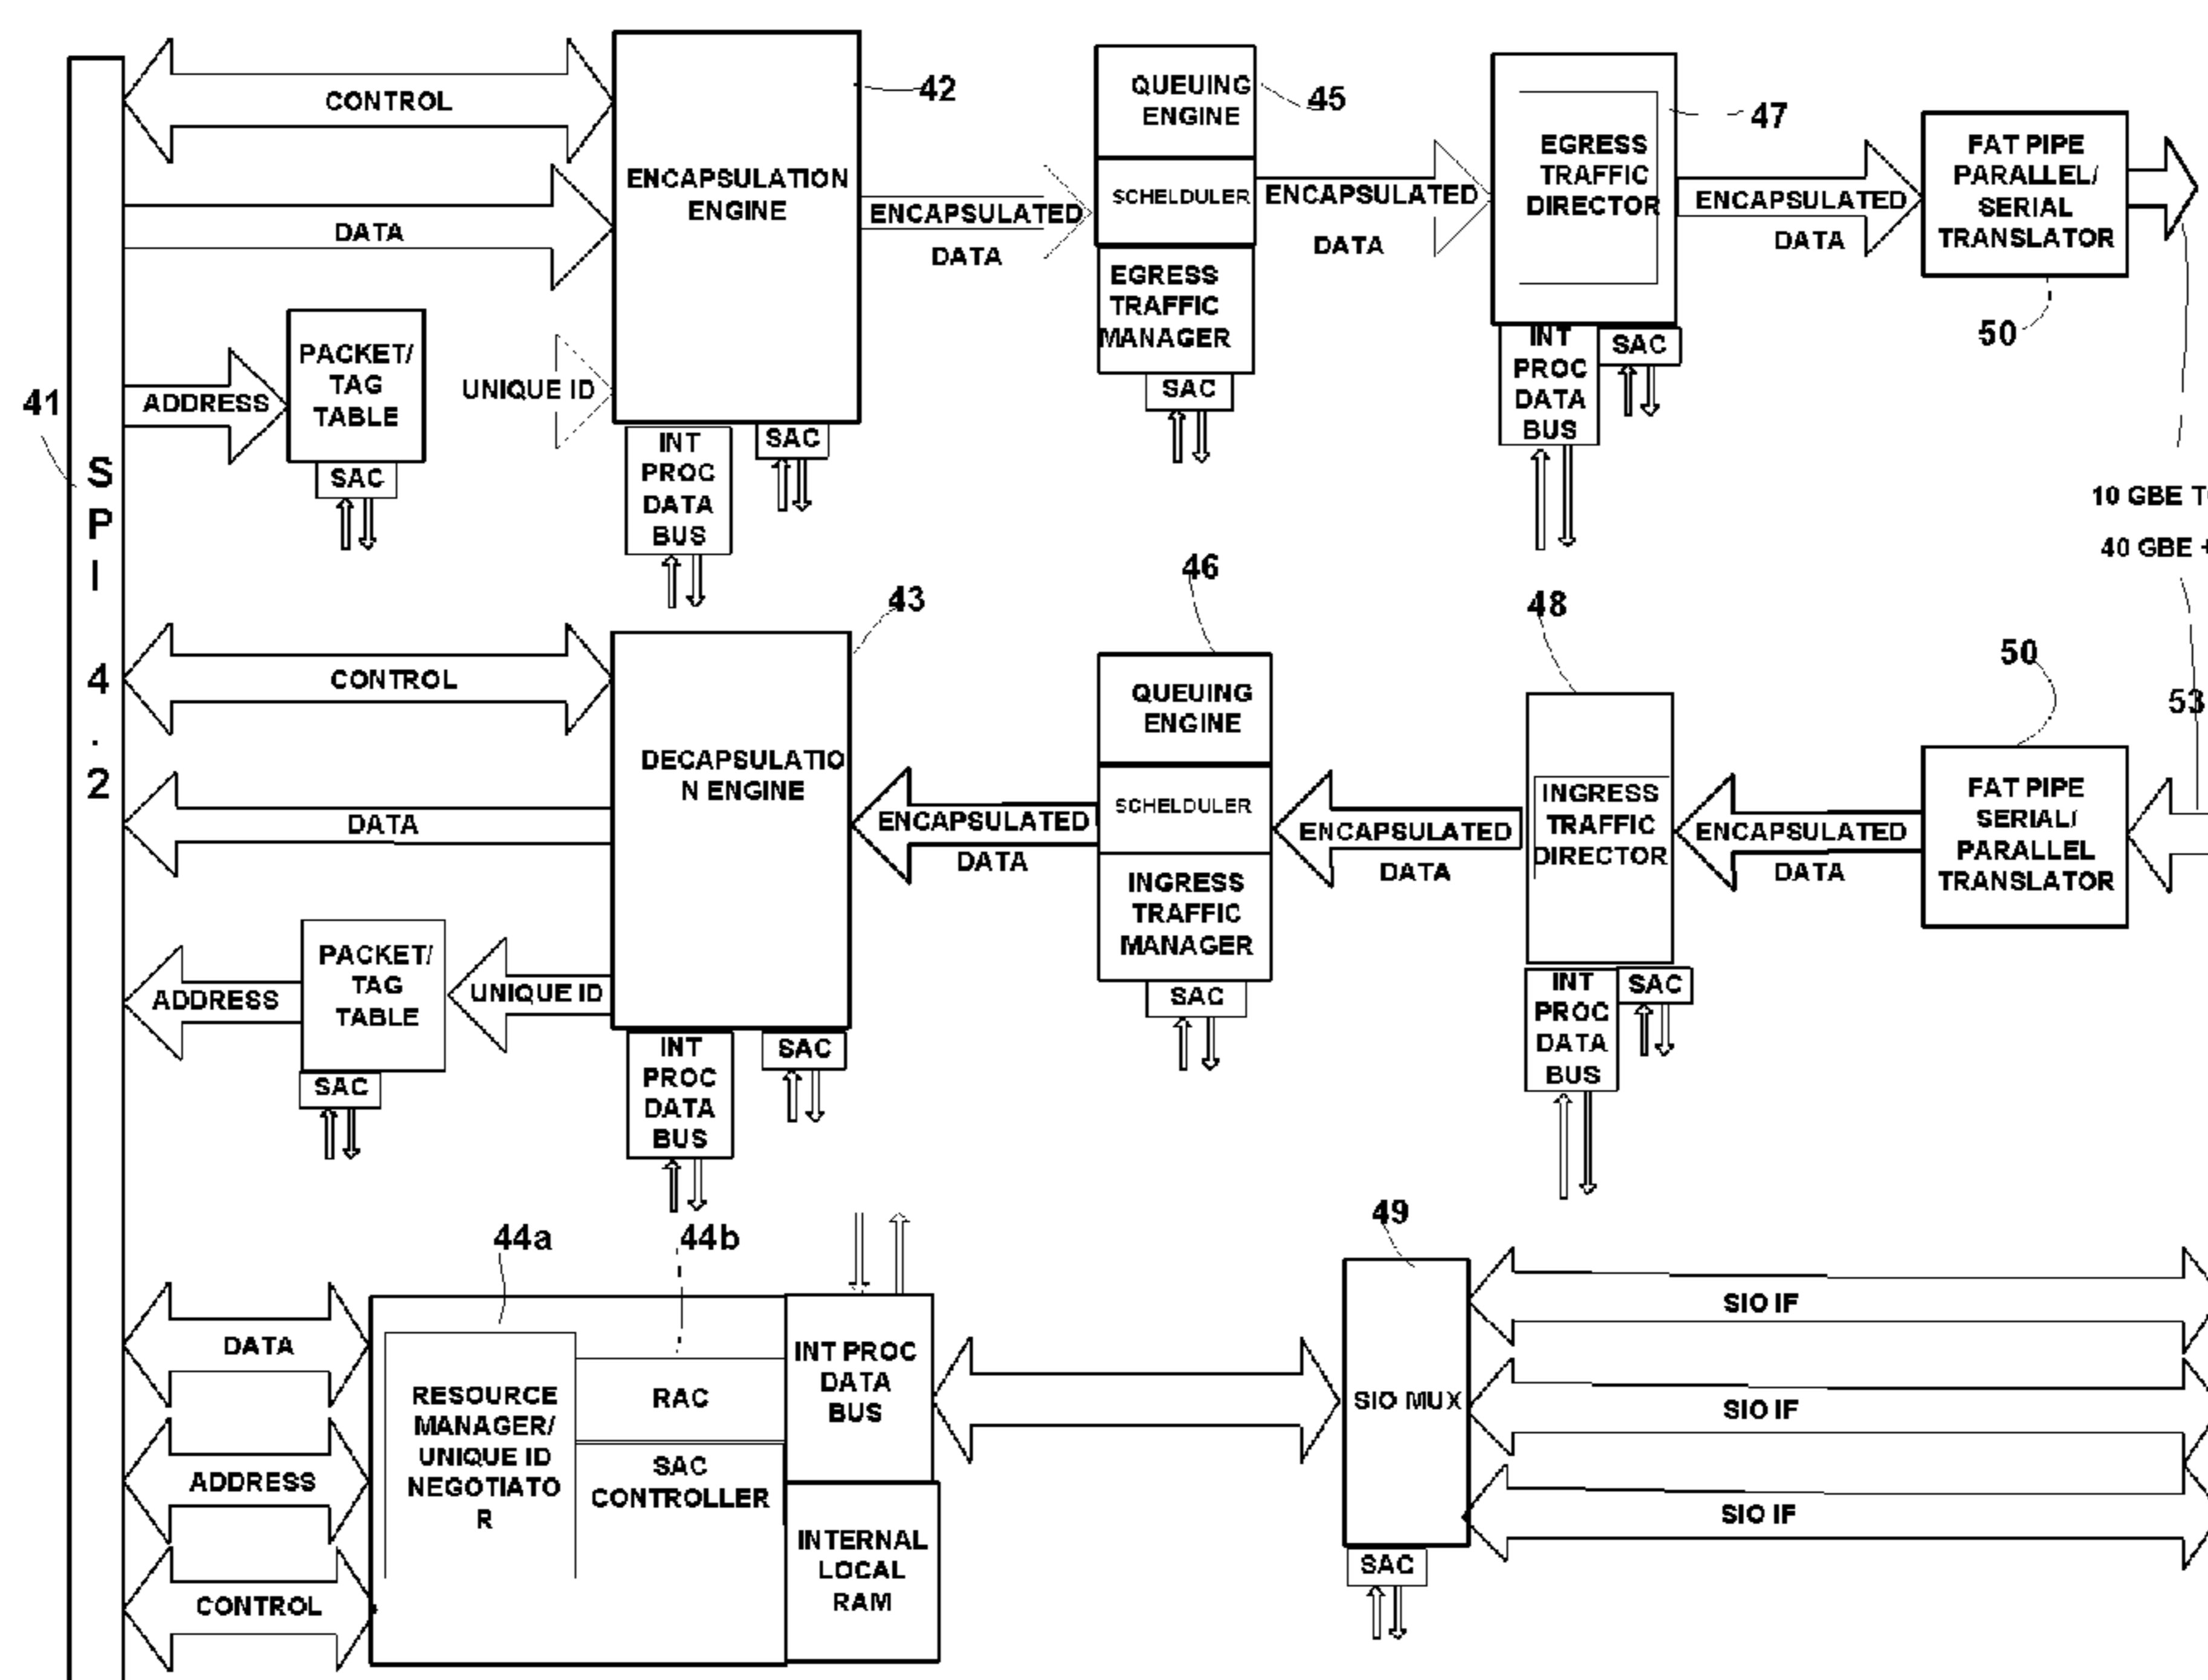 CONTROL
42
ENCAPSULATION
ENGINE
DATA
QUEUING
ENGINE
45
SCHELDULER
ENCAPSULATED
DATA
EGRESS
TRAFFIC
MANAGER
SAC
ENCAPSULATED
DATA
EGRESS
TRAFFIC
DIRECTOR
47
ENCAPSULATED
DATA
FAT PIPE
PARALLEL/
SERIAL
TRANSLATOR
50
INT
PROC
DATA
BUS
SAC
41
ADDRESS
PACKET/
TAG
TABLE
SAC
UNIQUE ID
INT
PROC
DATA
BUS
SAC
S
P
I
4
.
2
10 GBE
40 GBE +
43
CONTROL
DECAPSULATIO
N ENGINE
DATA
46
QUEUING
ENGINE
SCHELDULER
INGRESS
TRAFFIC
MANAGER
SAC
ENCAPSULATED
DATA
48
INGRESS
TRAFFIC
DIRECTOR
ENCAPSULATED
DATA
50
53
FAT PIPE
SERIAL/
PARALLEL
TRANSLATOR
ENCAPSULATED
DATA
INT
PROC
DATA
BUS
SAC
ADDRESS
PACKET/
TAG
TABLE
SAC
UNIQUE ID
INT
PROC
DATA
BUS
SAC
44a
44b
49
DATA
ADDRESS
CONTROL
RESOURCE
MANAGER/
UNIQUE ID
NEGOTIATO
R
RAC
SAC
CONTROLLER
INT PROC
DATA
BUS
INTERNAL
LOCAL
RAM
SIO MUX
SAC
SIO IF
SIO IF
SIO IF